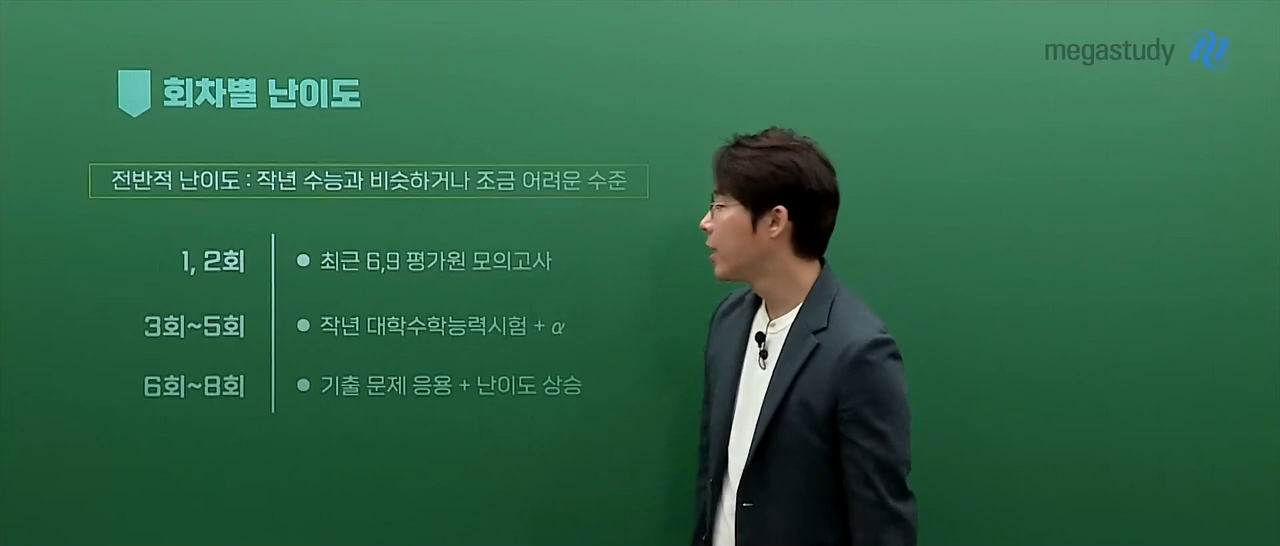 megastudy
회차별 난이도
전반적 난이도 : 작년 수능과 비슷하거나 조금 어려운 수준
1, 2회
최근 6,9 평가원 모의고사
3회~5회
작년 대학수학능력시험 + α
6회~8회
기출 문제 응용 + 난이도 상승